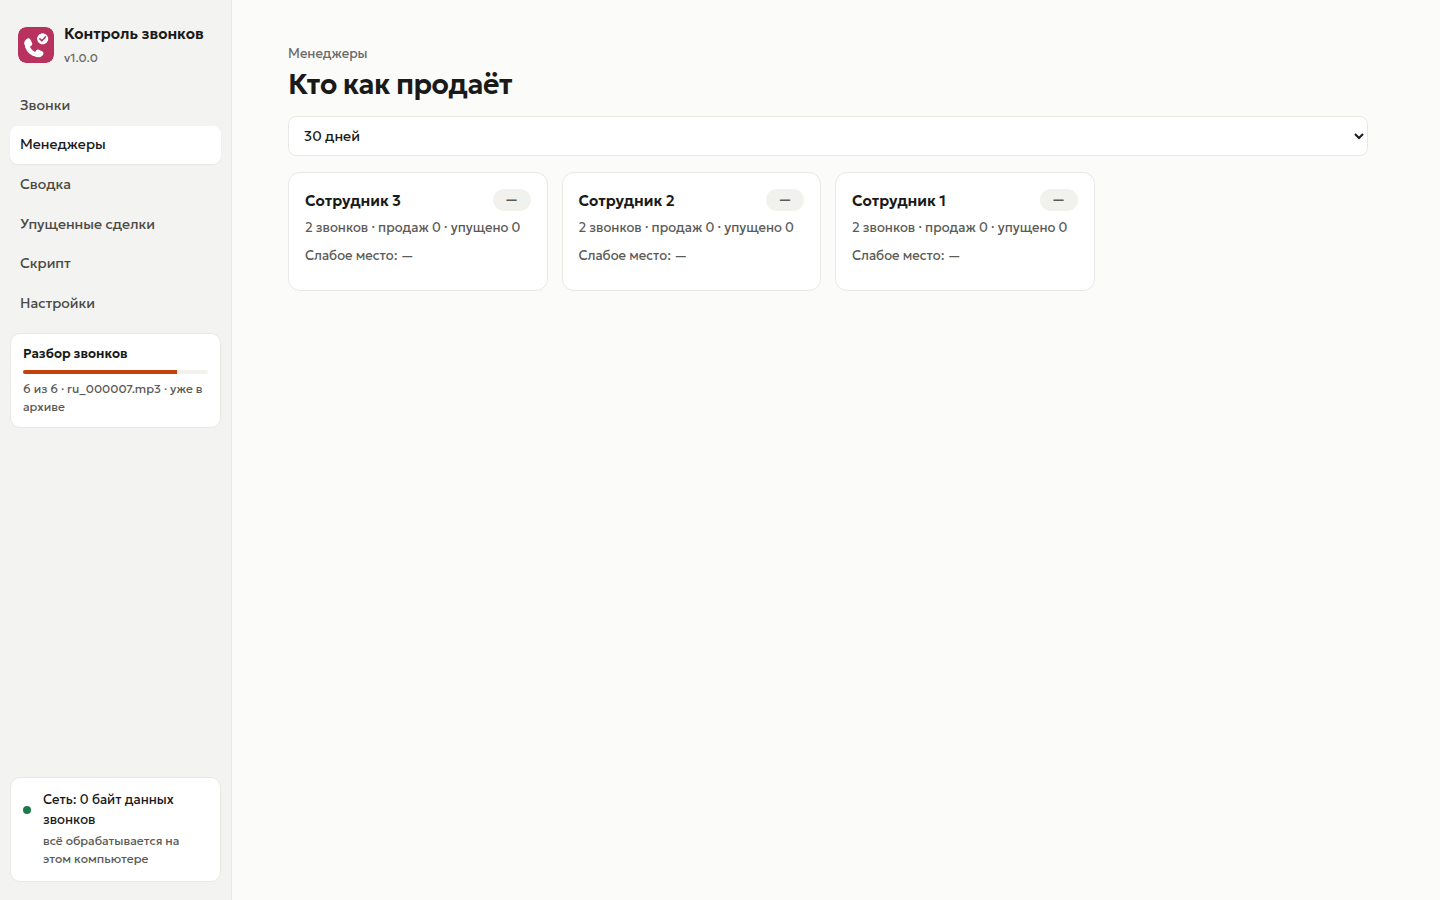 Контроль звонков
v1.0.0
Звонки
Менеджеры
Сводка
Упущенные сделки
Скрипт
Настройки
Разбор звонков
6 из 6 · ru_000007.mp3 · уже в
архиве
Сеть: 0 байт данных
звонков
всё обрабатывается на
этом компьютере
Менеджеры
Кто как продаёт
30 дней
Сотрудник 3 —
2 звонков · продаж 0 · упущено 0
Слабое место: —
Сотрудник 2 —
2 звонков · продаж 0 · упущено 0
Слабое место: —
Сотрудник 1 —
2 звонков · продаж 0 · упущено 0
Слабое место: —